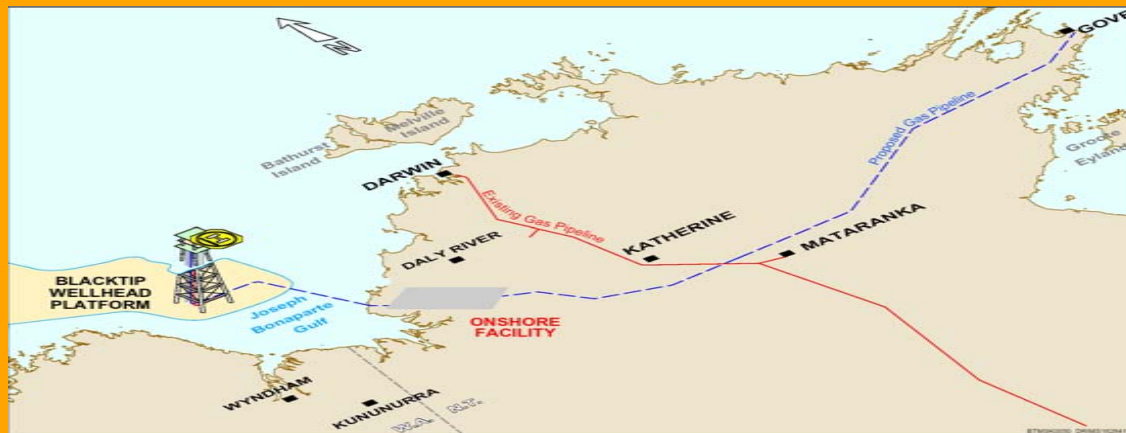 N
GOVE
Melville
Island
Bathurst
Island
DARWIN
Proposed Gas Pipeline
Groote
Eylan
Existing Gas Pipeline
KATHERINE
MATARANKA
DALY RIVER
BLACKTIP
WELLHEAD
PLATFORM
Joseph
Bonaparte
Gulf
ONSHORE
FACILITY
WYNDHAM
KUNUNURRA
W.A. N.T.